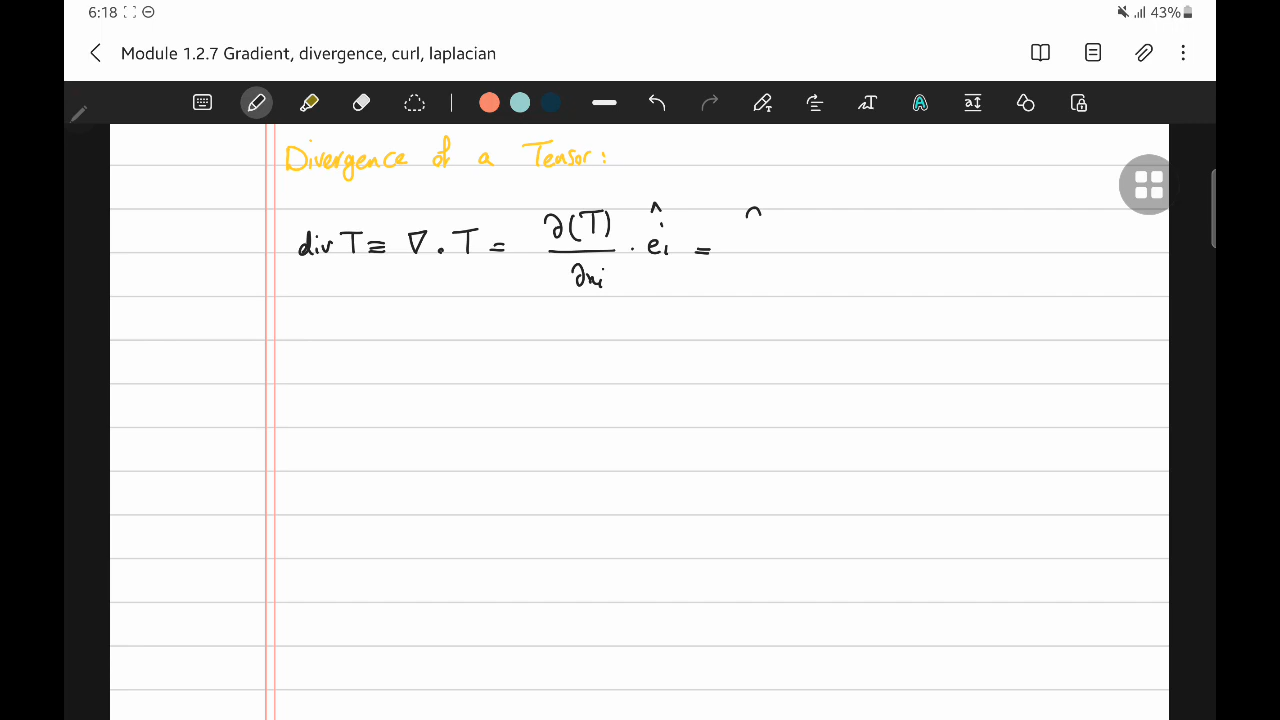 6:18
43%
Module 1.2.7 Gradient, divergence, curl, laplacian
Divergence of a Tensor:
div T ≡ ∇ . T = ∂(T)/∂xi · êi =